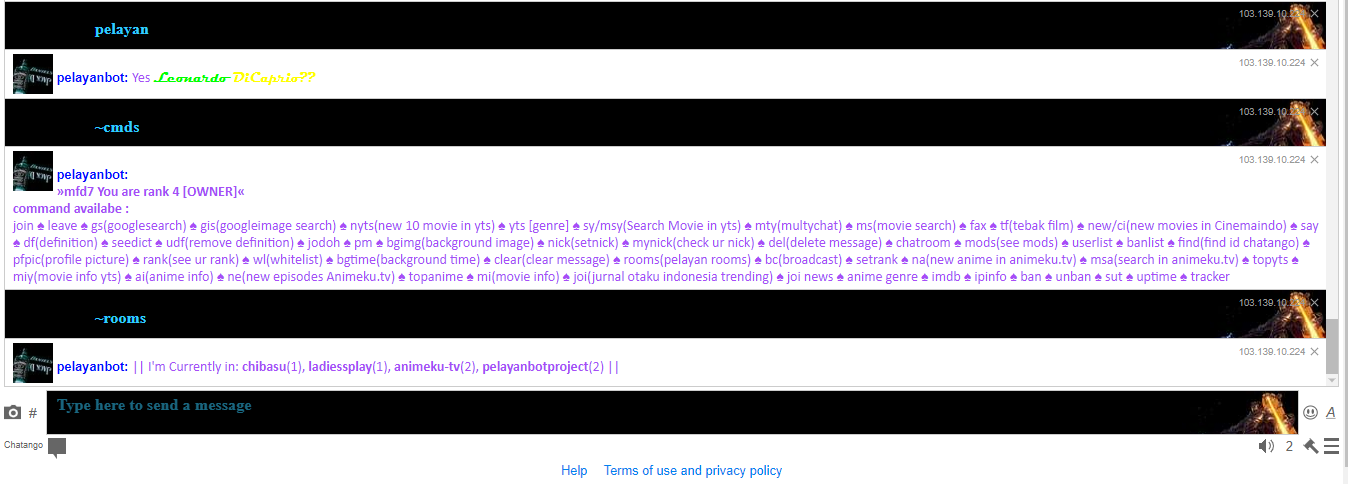 103.139.10.224 ×
pelayan
103.139.10.224 ×
pelayanbot: Yes Leonardo DiCaprio??
103.139.10.224 ×
~cmds
103.139.10.224 ×
pelayanbot:
»mfd7 You are rank 4 [OWNER]«
command availabe :
join ♠ leave ♠ gs(googlesearch) ♠ gis(googleimage search) ♠ nyts(new 10 movie in yts) ♠ yts [genre] ♠ sy/msy(Search Movie in yts) ♠ mty(multychat) ♠ ms(movie search) ♠ fax ♠ tf(tebak film) ♠ new/ci(new movies in Cinemaindo) ♠ say
♠ df(definition) ♠ seedict ♠ udf(remove definition) ♠ jodoh ♠ pm ♠ bgimg(background image) ♠ nick(setnick) ♠ mynick(check ur nick) ♠ del(delete message) ♠ chatroom ♠ mods(see mods) ♠ userlist ♠ banlist ♠ find(find id chatango) ♠
pfpic(profile picture) ♠ rank(see ur rank) ♠ wl(whitelist) ♠ bgtime(background time) ♠ clear(clear message) ♠ rooms(pelayan rooms) ♠ bc(broadcast) ♠ setrank ♠ na(new anime in animeku.tv) ♠ msa(search in animeku.tv) ♠ topyts ♠
miy(movie info yts) ♠ ai(anime info) ♠ ne(new episodes Animeku.tv) ♠ topanime ♠ mi(movie info) ♠ joi(jurnal otaku indonesia trending) ♠ joi news ♠ anime genre ♠ imdb ♠ ipinfo ♠ ban ♠ unban ♠ sut ♠ uptime ♠ tracker
103.139.10.224 ×
~rooms
103.139.10.224 ×
pelayanbot: || I'm Currently in: chibasu(1), ladiessplay(1), animeku-tv(2), pelayanbotproject(2) ||
# Type here to send a message A
Chatango 2
Help Terms of use and privacy policy